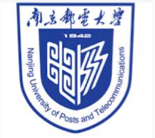 南京邮电大学
1942
Nanjing University of Posts and Telecommunications